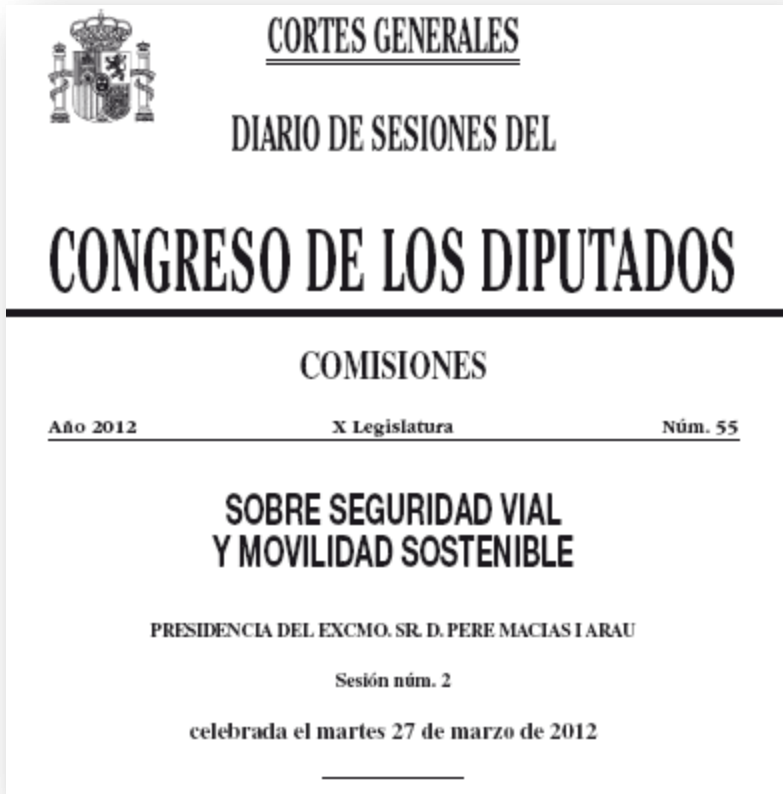 CORTES GENERALES
DIARIO DE SESIONES DEL
CONGRESO DE LOS DIPUTADOS
COMISIONES
Año 2012 X Legislatura Núm. 55
SOBRE SEGURIDAD VIAL
Y MOVILIDAD SOSTENIBLE
PRESIDENCIA DEL EXCMO. SR. D. PERE MACIAS I ARAU
Sesión núm. 2
celebrada el martes 27 de marzo de 2012